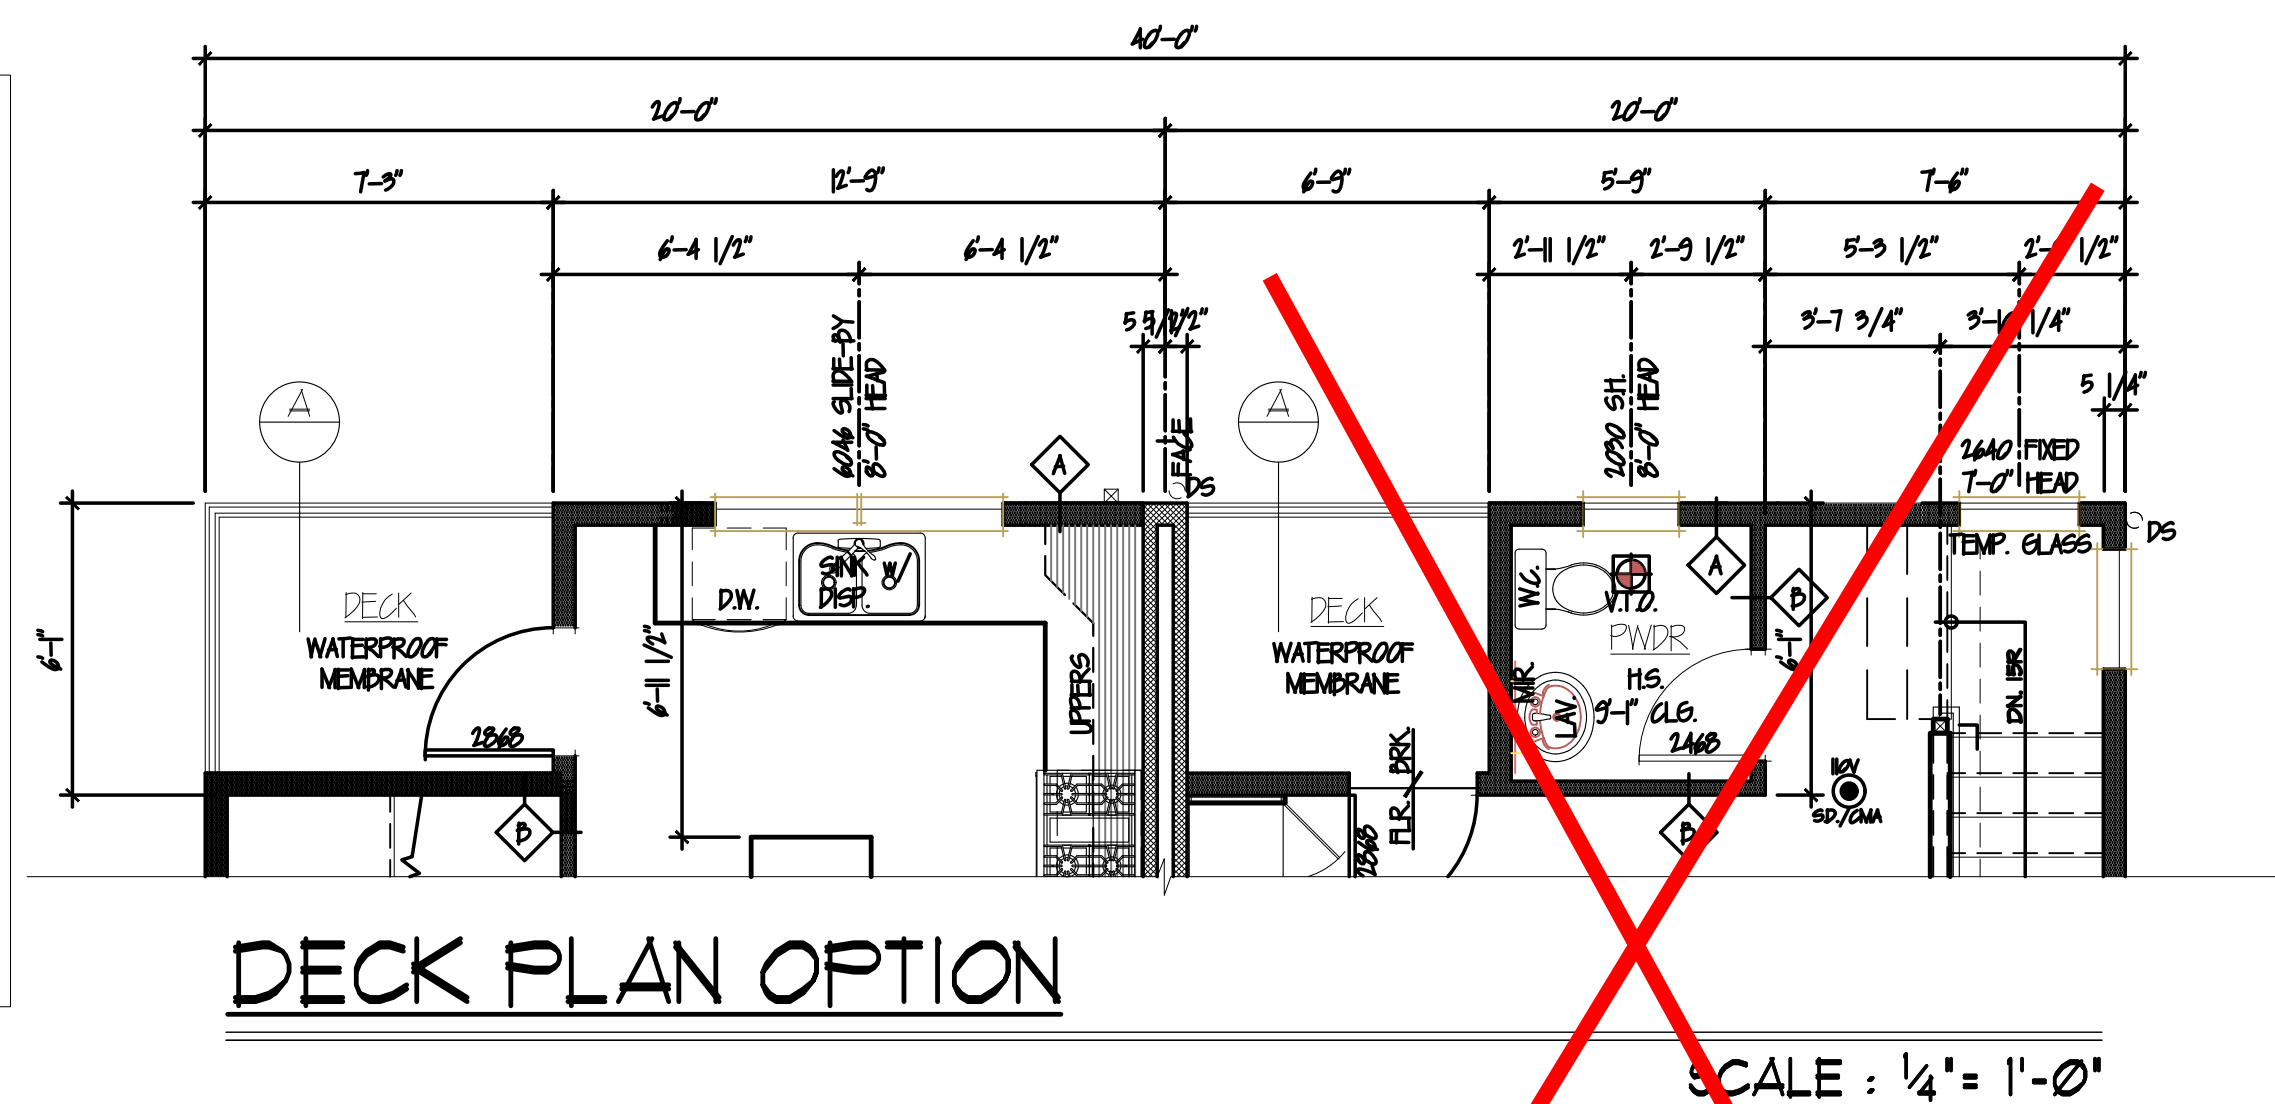 40'-0"
20'-0" 20'-0"
7'-3" 12'-9" 6'-9" 5'-9" 7'-6"
6'-4 1/2" 6'-4 1/2" 2'-11 1/2" 2'-9 1/2" 5'-3 1/2" 1/2"
3'-7 3/4" 1/4"
5 1/4"
6046 SLIDE-BY
8'-0" HEAD
2030 S.H.
8'-0" HEAD
A
A
FACE
DS
A
2640 FIXED
7'-0" HEAD
TEMP. GLASS
DS
6'-1"
DECK
WATERPROOF
MEMBRANE
2868
B
6'-11 1/2"
D.W.
SINK
DISP.
W
UPPERS
DECK
WATERPROOF
MEMBRANE
FLR. BRK.
2868
W.C.
V.T.O.
PWDR
H.S.
9'-1" CLG.
MIR.
LAV.
2468
A
B
B
6'-1"
110V
SD./CMA
DN. 15R
DECK PLAN OPTION
SCALE : 1/4"= 1'-0"